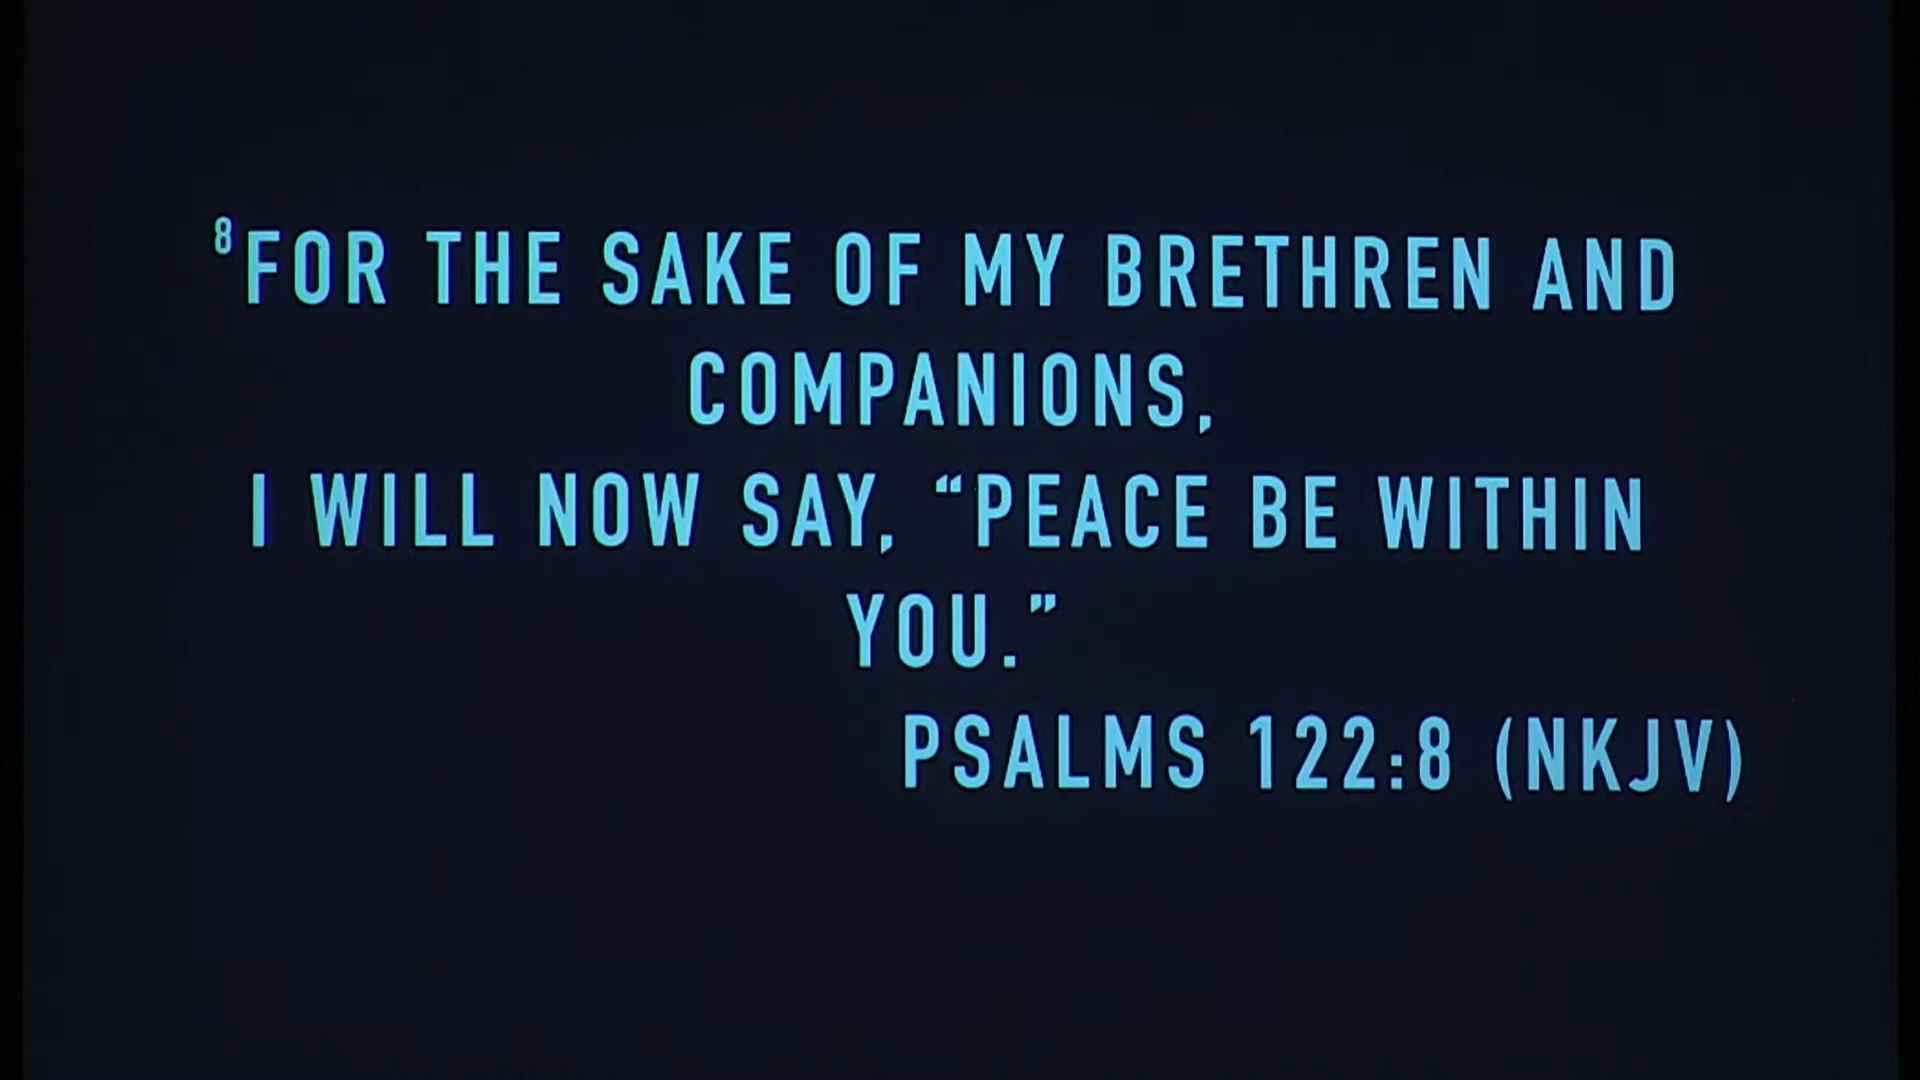 ⁸FOR THE SAKE OF MY BRETHREN AND
COMPANIONS,
I WILL NOW SAY, “PEACE BE WITHIN
YOU.”
PSALMS 122:8 (NKJV)